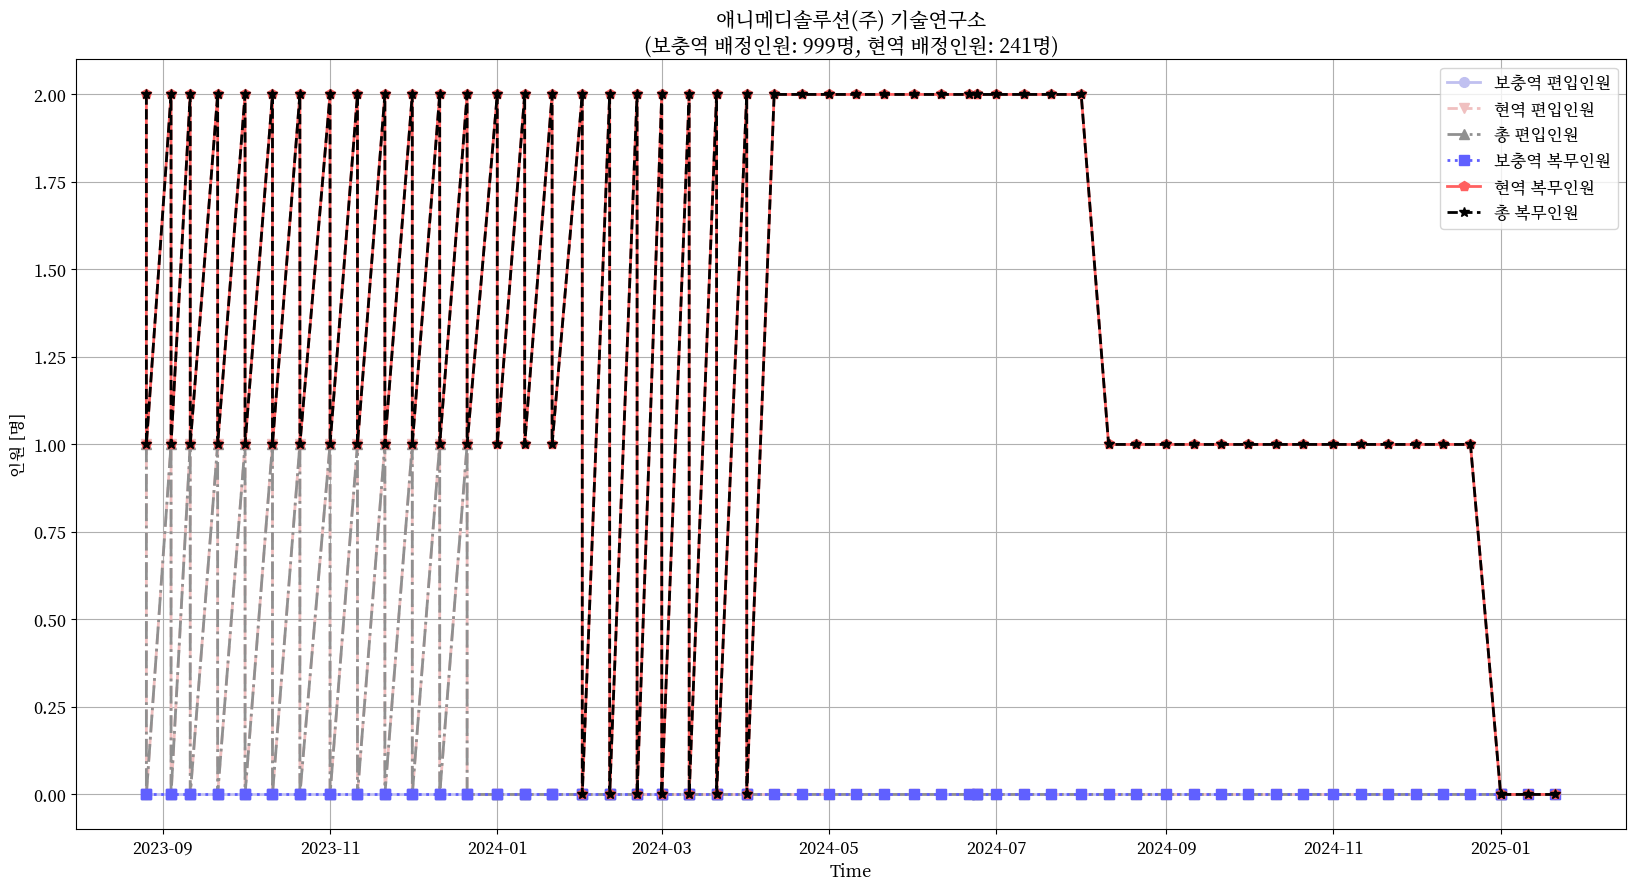 애니메디솔루션(주) 기술연구소
(보충역 배정인원: 999명, 현역 배정인원: 241명)
보충역 편입인원
현역 편입인원
총 편입인원
보충역 복무인원
현역 복무인원
총 복무인원
인원 [명]
2.00
1.75
1.50
1.25
1.00
0.75
0.50
0.25
0.00
2023-09
2023-11
2024-01
2024-03
2024-05
2024-07
2024-09
2024-11
2025-01
Time